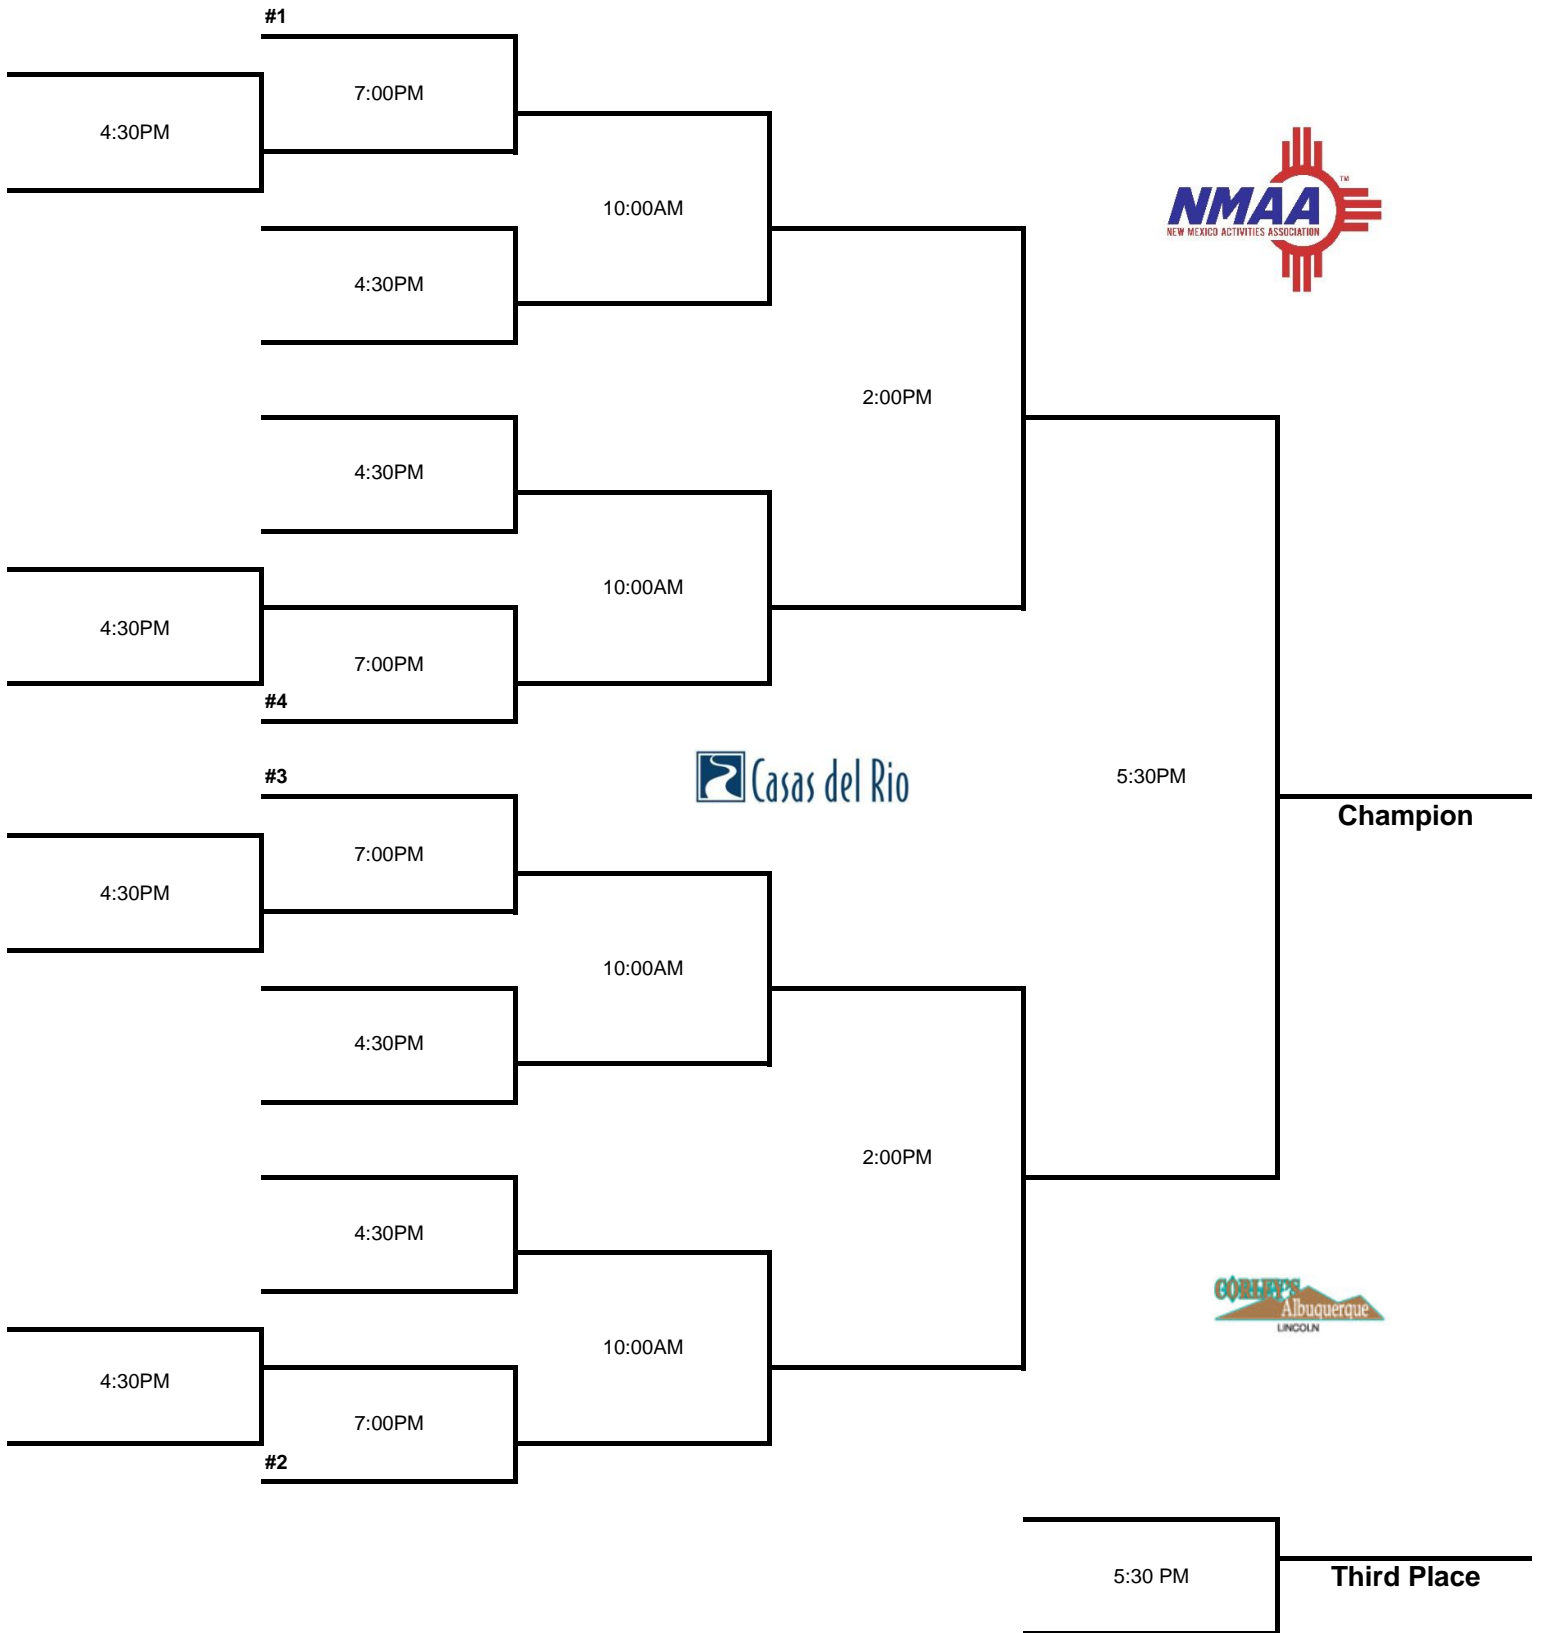 #1
7:00PM
4:30PM
10:00AM
4:30PM
NMAA
TM
NEW MEXICO ACTIVITIES ASSOCIATION
2:00PM
4:30PM
10:00AM
4:30PM
7:00PM
#4
#3
Casas del Rio
5:30PM
Champion
7:00PM
4:30PM
10:00AM
4:30PM
2:00PM
4:30PM
CORLEY'S
Albuquerque
LINCOLN
10:00AM
4:30PM
7:00PM
#2
5:30 PM
Third Place